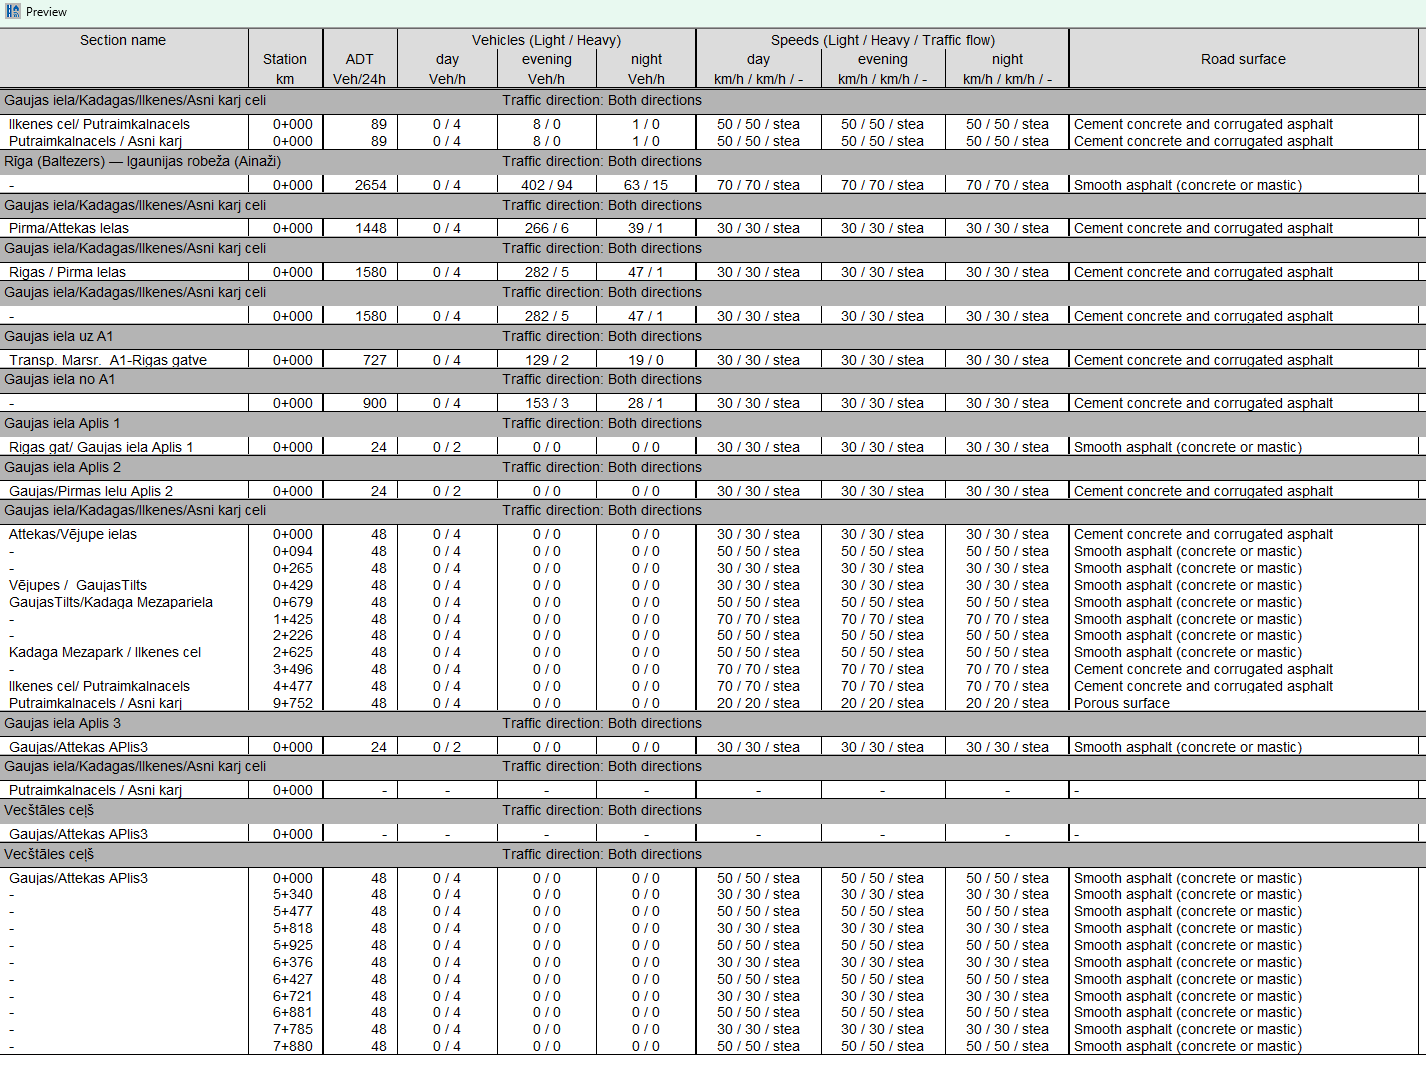 Preview
Section name Vehicles (Light / Heavy) Speeds (Light / Heavy / Traffic flow)
Station ADT day evening night day evening night Road surface
km Veh/24h Veh/h Veh/h Veh/h km/h / km/h / - km/h / km/h / - km/h / km/h / -
Gaujas iela/Kadagas/Ilkenes/Asni karj celi Traffic direction: Both directions
Ilkenes cel/ Putraimkalnacels 0+000 89 0 / 4 8 / 0 1 / 0 50 / 50 / stea 50 / 50 / stea 50 / 50 / stea Cement concrete and corrugated asphalt
Putraimkalnacels / Asni karj 0+000 89 0 / 4 8 / 0 1 / 0 50 / 50 / stea 50 / 50 / stea 50 / 50 / stea Cement concrete and corrugated asphalt
Rīga (Baltezers) — Igaunijas robeža (Ainaži) Traffic direction: Both directions
- 0+000 2654 0 / 4 402 / 94 63 / 15 70 / 70 / stea 70 / 70 / stea 70 / 70 / stea Smooth asphalt (concrete or mastic)
Gaujas iela/Kadagas/Ilkenes/Asni karj celi Traffic direction: Both directions
Pirma/Attekas Ielas 0+000 1448 0 / 4 266 / 6 39 / 1 30 / 30 / stea 30 / 30 / stea 30 / 30 / stea Cement concrete and corrugated asphalt
Gaujas iela/Kadagas/Ilkenes/Asni karj celi Traffic direction: Both directions
Rigas / Pirma Ielas 0+000 1580 0 / 4 282 / 5 47 / 1 30 / 30 / stea 30 / 30 / stea 30 / 30 / stea Cement concrete and corrugated asphalt
Gaujas iela/Kadagas/Ilkenes/Asni karj celi Traffic direction: Both directions
- 0+000 1580 0 / 4 282 / 5 47 / 1 30 / 30 / stea 30 / 30 / stea 30 / 30 / stea Cement concrete and corrugated asphalt
Gaujas iela uz A1 Traffic direction: Both directions
Transp. Marsr. A1-Rigas gatve 0+000 727 0 / 4 129 / 2 19 / 0 30 / 30 / stea 30 / 30 / stea 30 / 30 / stea Cement concrete and corrugated asphalt
Gaujas iela no A1 Traffic direction: Both directions
- 0+000 900 0 / 4 153 / 3 28 / 1 30 / 30 / stea 30 / 30 / stea 30 / 30 / stea Cement concrete and corrugated asphalt
Gaujas iela Aplis 1 Traffic direction: Both directions
Rigas gat/ Gaujas iela Aplis 1 0+000 24 0 / 2 0 / 0 0 / 0 30 / 30 / stea 30 / 30 / stea 30 / 30 / stea Smooth asphalt (concrete or mastic)
Gaujas iela Aplis 2 Traffic direction: Both directions
Gaujas/Pirmas Ielu Aplis 2 0+000 24 0 / 2 0 / 0 0 / 0 30 / 30 / stea 30 / 30 / stea 30 / 30 / stea Cement concrete and corrugated asphalt
Gaujas iela/Kadagas/Ilkenes/Asni karj celi Traffic direction: Both directions
Attekas/Vējupe ielas 0+000 48 0 / 4 0 / 0 0 / 0 30 / 30 / stea 30 / 30 / stea 30 / 30 / stea Cement concrete and corrugated asphalt
- 0+094 48 0 / 4 0 / 0 0 / 0 50 / 50 / stea 50 / 50 / stea 50 / 50 / stea Smooth asphalt (concrete or mastic)
- 0+265 48 0 / 4 0 / 0 0 / 0 30 / 30 / stea 30 / 30 / stea 30 / 30 / stea Smooth asphalt (concrete or mastic)
Vējupes / GaujasTilts 0+429 48 0 / 4 0 / 0 0 / 0 30 / 30 / stea 30 / 30 / stea 30 / 30 / stea Smooth asphalt (concrete or mastic)
GaujasTilts/Kadaga Mezapariela 0+679 48 0 / 4 0 / 0 0 / 0 50 / 50 / stea 50 / 50 / stea 50 / 50 / stea Smooth asphalt (concrete or mastic)
- 1+425 48 0 / 4 0 / 0 0 / 0 70 / 70 / stea 70 / 70 / stea 70 / 70 / stea Smooth asphalt (concrete or mastic)
- 2+226 48 0 / 4 0 / 0 0 / 0 50 / 50 / stea 50 / 50 / stea 50 / 50 / stea Smooth asphalt (concrete or mastic)
Kadaga Mezapark / Ilkenes cel 2+625 48 0 / 4 0 / 0 0 / 0 50 / 50 / stea 50 / 50 / stea 50 / 50 / stea Smooth asphalt (concrete or mastic)
- 3+496 48 0 / 4 0 / 0 0 / 0 70 / 70 / stea 70 / 70 / stea 70 / 70 / stea Cement concrete and corrugated asphalt
Ilkenes cel/ Putraimkalnacels 4+477 48 0 / 4 0 / 0 0 / 0 70 / 70 / stea 70 / 70 / stea 70 / 70 / stea Cement concrete and corrugated asphalt
Putraimkalnacels / Asni karj 9+752 48 0 / 4 0 / 0 0 / 0 20 / 20 / stea 20 / 20 / stea 20 / 20 / stea Porous surface
Gaujas iela Aplis 3 Traffic direction: Both directions
Gaujas/Attekas APlis3 0+000 24 0 / 2 0 / 0 0 / 0 30 / 30 / stea 30 / 30 / stea 30 / 30 / stea Smooth asphalt (concrete or mastic)
Gaujas iela/Kadagas/Ilkenes/Asni karj celi Traffic direction: Both directions
Putraimkalnacels / Asni karj 0+000 - - - - - - - -
Vecštāles ceļš Traffic direction: Both directions
Gaujas/Attekas APlis3 0+000 - - - - - - - -
Vecštāles ceļš Traffic direction: Both directions
Gaujas/Attekas APlis3 0+000 48 0 / 4 0 / 0 0 / 0 50 / 50 / stea 50 / 50 / stea 50 / 50 / stea Smooth asphalt (concrete or mastic)
- 5+340 48 0 / 4 0 / 0 0 / 0 30 / 30 / stea 30 / 30 / stea 30 / 30 / stea Smooth asphalt (concrete or mastic)
- 5+477 48 0 / 4 0 / 0 0 / 0 50 / 50 / stea 50 / 50 / stea 50 / 50 / stea Smooth asphalt (concrete or mastic)
- 5+818 48 0 / 4 0 / 0 0 / 0 30 / 30 / stea 30 / 30 / stea 30 / 30 / stea Smooth asphalt (concrete or mastic)
- 5+925 48 0 / 4 0 / 0 0 / 0 50 / 50 / stea 50 / 50 / stea 50 / 50 / stea Smooth asphalt (concrete or mastic)
- 6+376 48 0 / 4 0 / 0 0 / 0 30 / 30 / stea 30 / 30 / stea 30 / 30 / stea Smooth asphalt (concrete or mastic)
- 6+427 48 0 / 4 0 / 0 0 / 0 50 / 50 / stea 50 / 50 / stea 50 / 50 / stea Smooth asphalt (concrete or mastic)
- 6+721 48 0 / 4 0 / 0 0 / 0 30 / 30 / stea 30 / 30 / stea 30 / 30 / stea Smooth asphalt (concrete or mastic)
- 6+881 48 0 / 4 0 / 0 0 / 0 50 / 50 / stea 50 / 50 / stea 50 / 50 / stea Smooth asphalt (concrete or mastic)
- 7+785 48 0 / 4 0 / 0 0 / 0 30 / 30 / stea 30 / 30 / stea 30 / 30 / stea Smooth asphalt (concrete or mastic)
- 7+880 48 0 / 4 0 / 0 0 / 0 50 / 50 / stea 50 / 50 / stea 50 / 50 / stea Smooth asphalt (concrete or mastic)